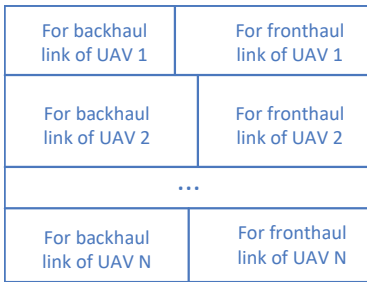 For backhaul
link of UAV 1
For fronthaul
link of UAV 1
For backhaul
link of UAV 2
For fronthaul
link of UAV 2
...
For backhaul
link of UAV N
For fronthaul
link of UAV N